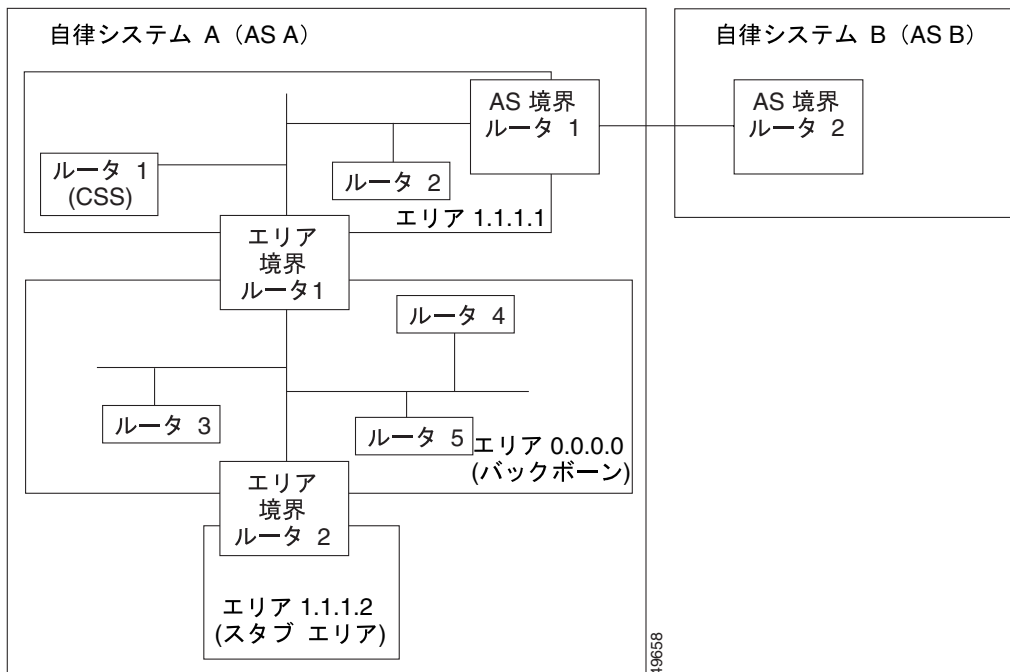 自律システム A（AS A）
自律システム B（AS B）
AS 境界
ルータ 1
AS 境界
ルータ 2
ルータ 1
(CSS)
ルータ 2
エリア 1.1.1.1
エリア
境界
ルータ1
ルータ 4
ルータ 3
ルータ 5
エリア 0.0.0.0
(バックボーン)
エリア
境界
ルータ 2
エリア 1.1.1.2
(スタブ エリア)
49658